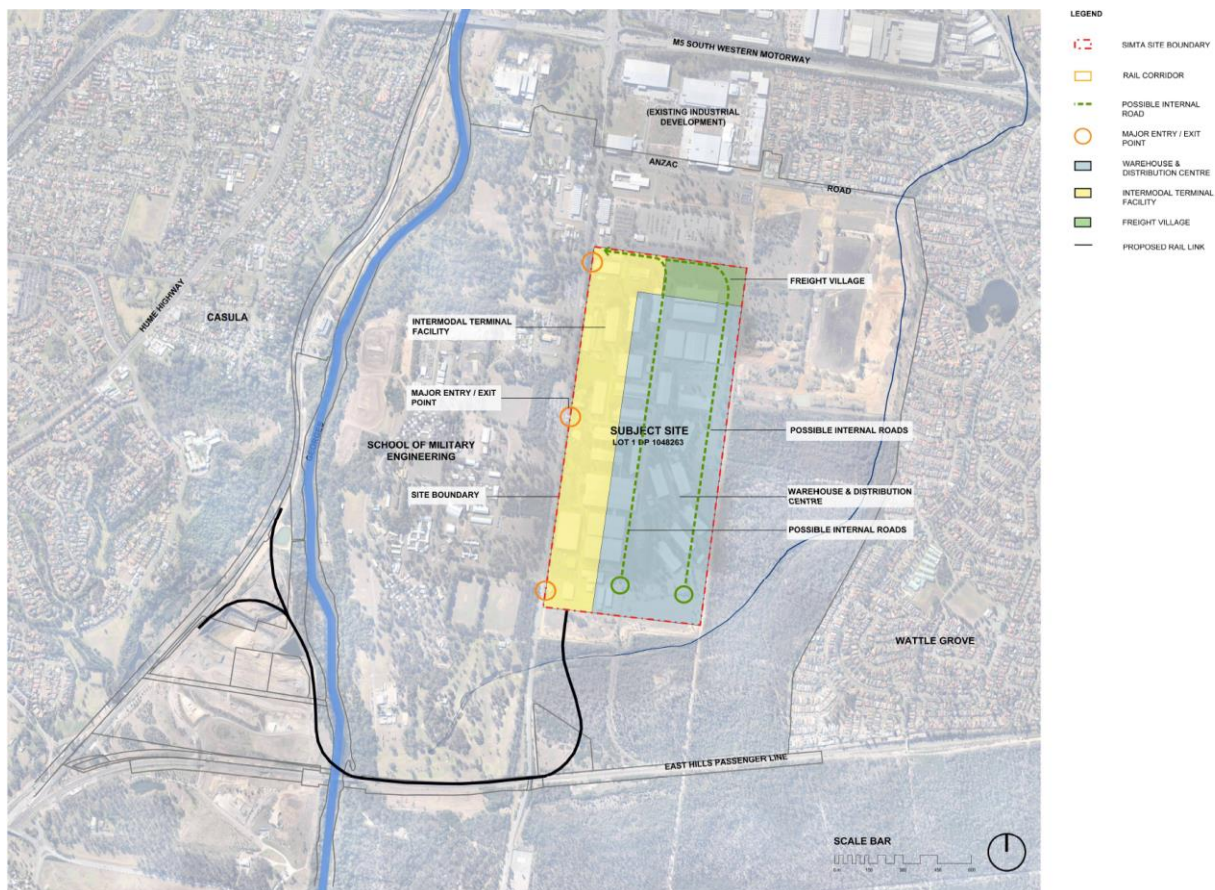 M5 SOUTH WESTERN MOTORWAY
(EXISTING INDUSTRIAL
DEVELOPMENT)
ANZAC
ROAD
HUME HIGHWAY
CASULA
FREIGHT VILLAGE
INTERMODAL TERMINAL
FACILITY
MAJOR ENTRY / EXIT
POINT
SCHOOL OF MILITARY
ENGINEERING
SUBJECT SITE
LOT 1 DP 1048263
POSSIBLE INTERNAL ROADS
SITE BOUNDARY
WAREHOUSE & DISTRIBUTION
CENTRE
POSSIBLE INTERNAL ROADS
WATTLE GROVE
EAST HILLS PASSENGER LINE
SCALE BAR
LEGEND
SIMTA SITE BOUNDARY
RAIL CORRIDOR
POSSIBLE INTERNAL
ROAD
MAJOR ENTRY / EXIT
POINT
WAREHOUSE &
DISTRIBUTION CENTRE
INTERMODAL TERMINAL
FACILITY
FREIGHT VILLAGE
PROPOSED RAIL LINK